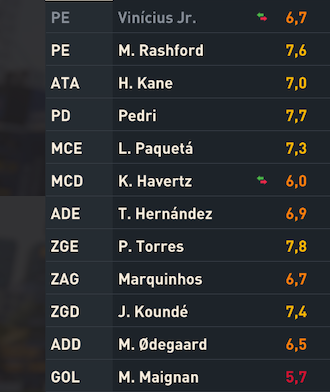 PE Vinícius Jr. 6,7
PE M. Rashford 7,6
ATA H. Kane 7,0
PD Pedri 7,7
MCE L. Paquetá 7,3
MCD K. Havertz 6,0
ADE T. Hernández 6,9
ZGE P. Torres 7,8
ZAG Marquinhos 6,7
ZGD J. Koundé 7,4
ADD M. Ødegaard 6,5
GOL M. Maignan 5,7